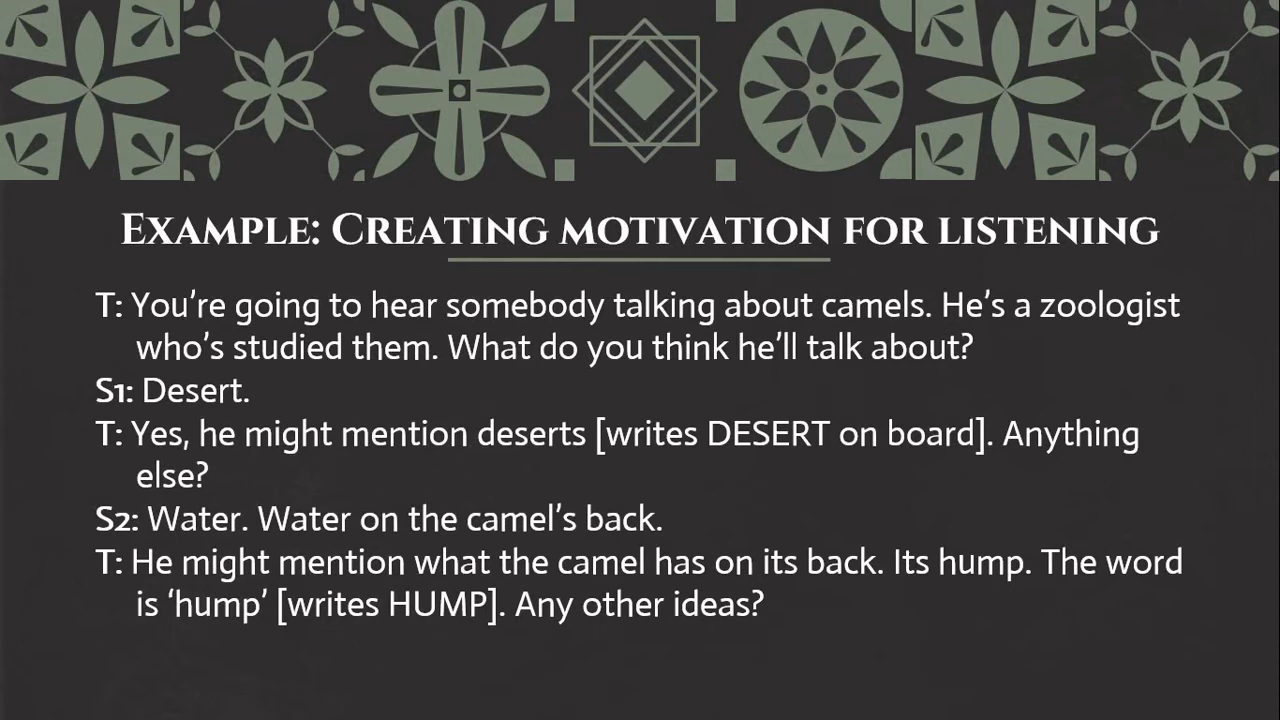 Example: Creating motivation for listening
T: You're going to hear somebody talking about camels. He's a zoologist
who's studied them. What do you think he'll talk about?
S1: Desert.
T: Yes, he might mention deserts [writes DESERT on board]. Anything
else?
S2: Water. Water on the camel's back.
T: He might mention what the camel has on its back. Its hump. The word
is ‘hump’ [writes HUMP]. Any other ideas?